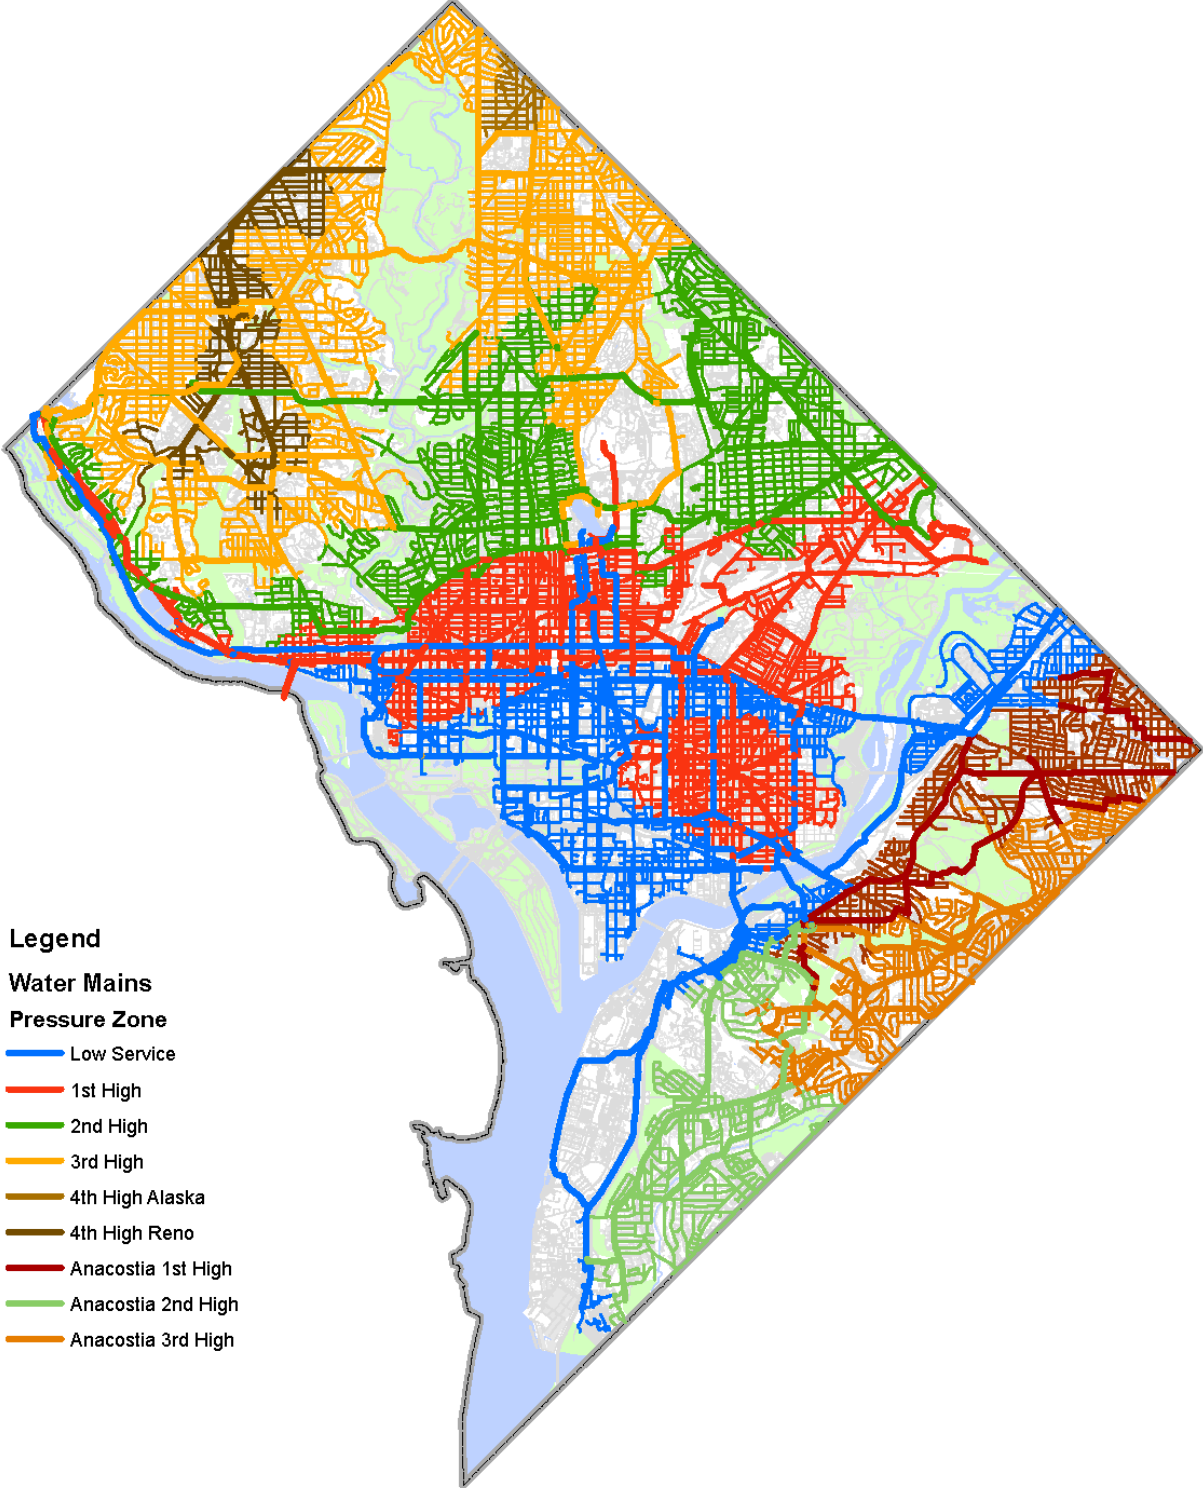 Legend
Water Mains
Pressure Zone
Low Service
1st High
2nd High
3rd High
4th High Alaska
4th High Reno
Anacostia 1st High
Anacostia 2nd High
Anacostia 3rd High